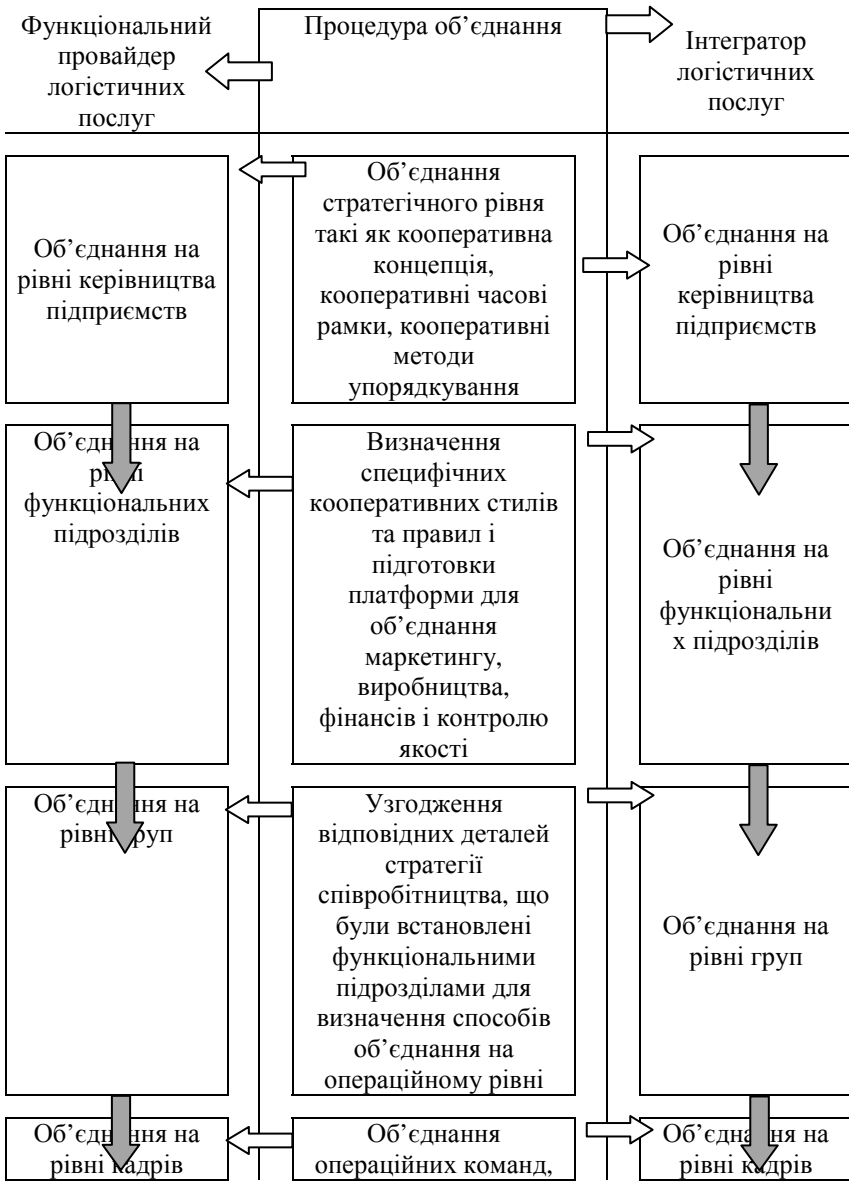 Функціональний
провайдер
логістичних
послуг
Процедура об’єднання
Інтегратор
логістичних
послуг
Об’єднання на
рівні керівництва
підприємств
Об’єднання
стратегічного рівня
такі як кооперативна
концепція,
кооперативні часові
рамки, кооперативні
методи
упорядкування
Об’єднання на
рівні
керівництва
підприємств
Об’єднання на
рівні
функціональних
підрозділів
Визначення
специфічних
кооперативних стилів
та правил і
підготовки
платформи для
об’єднання
маркетингу,
виробництва,
фінансів і контролю
якості
Об’єднання на
рівні
функціональни
х підрозділів
Об’єднання на
рівні груп
Узгодження
відповідних деталей
стратегії
співробітництва, що
були встановлені
функціональними
підрозділами для
визначення способів
об’єднання на
операційному рівні
Об’єднання на
рівні груп
Об’єднання на
рівні кадрів
Об’єднання
операційних команд,
Об’єднання на
рівні кадрів